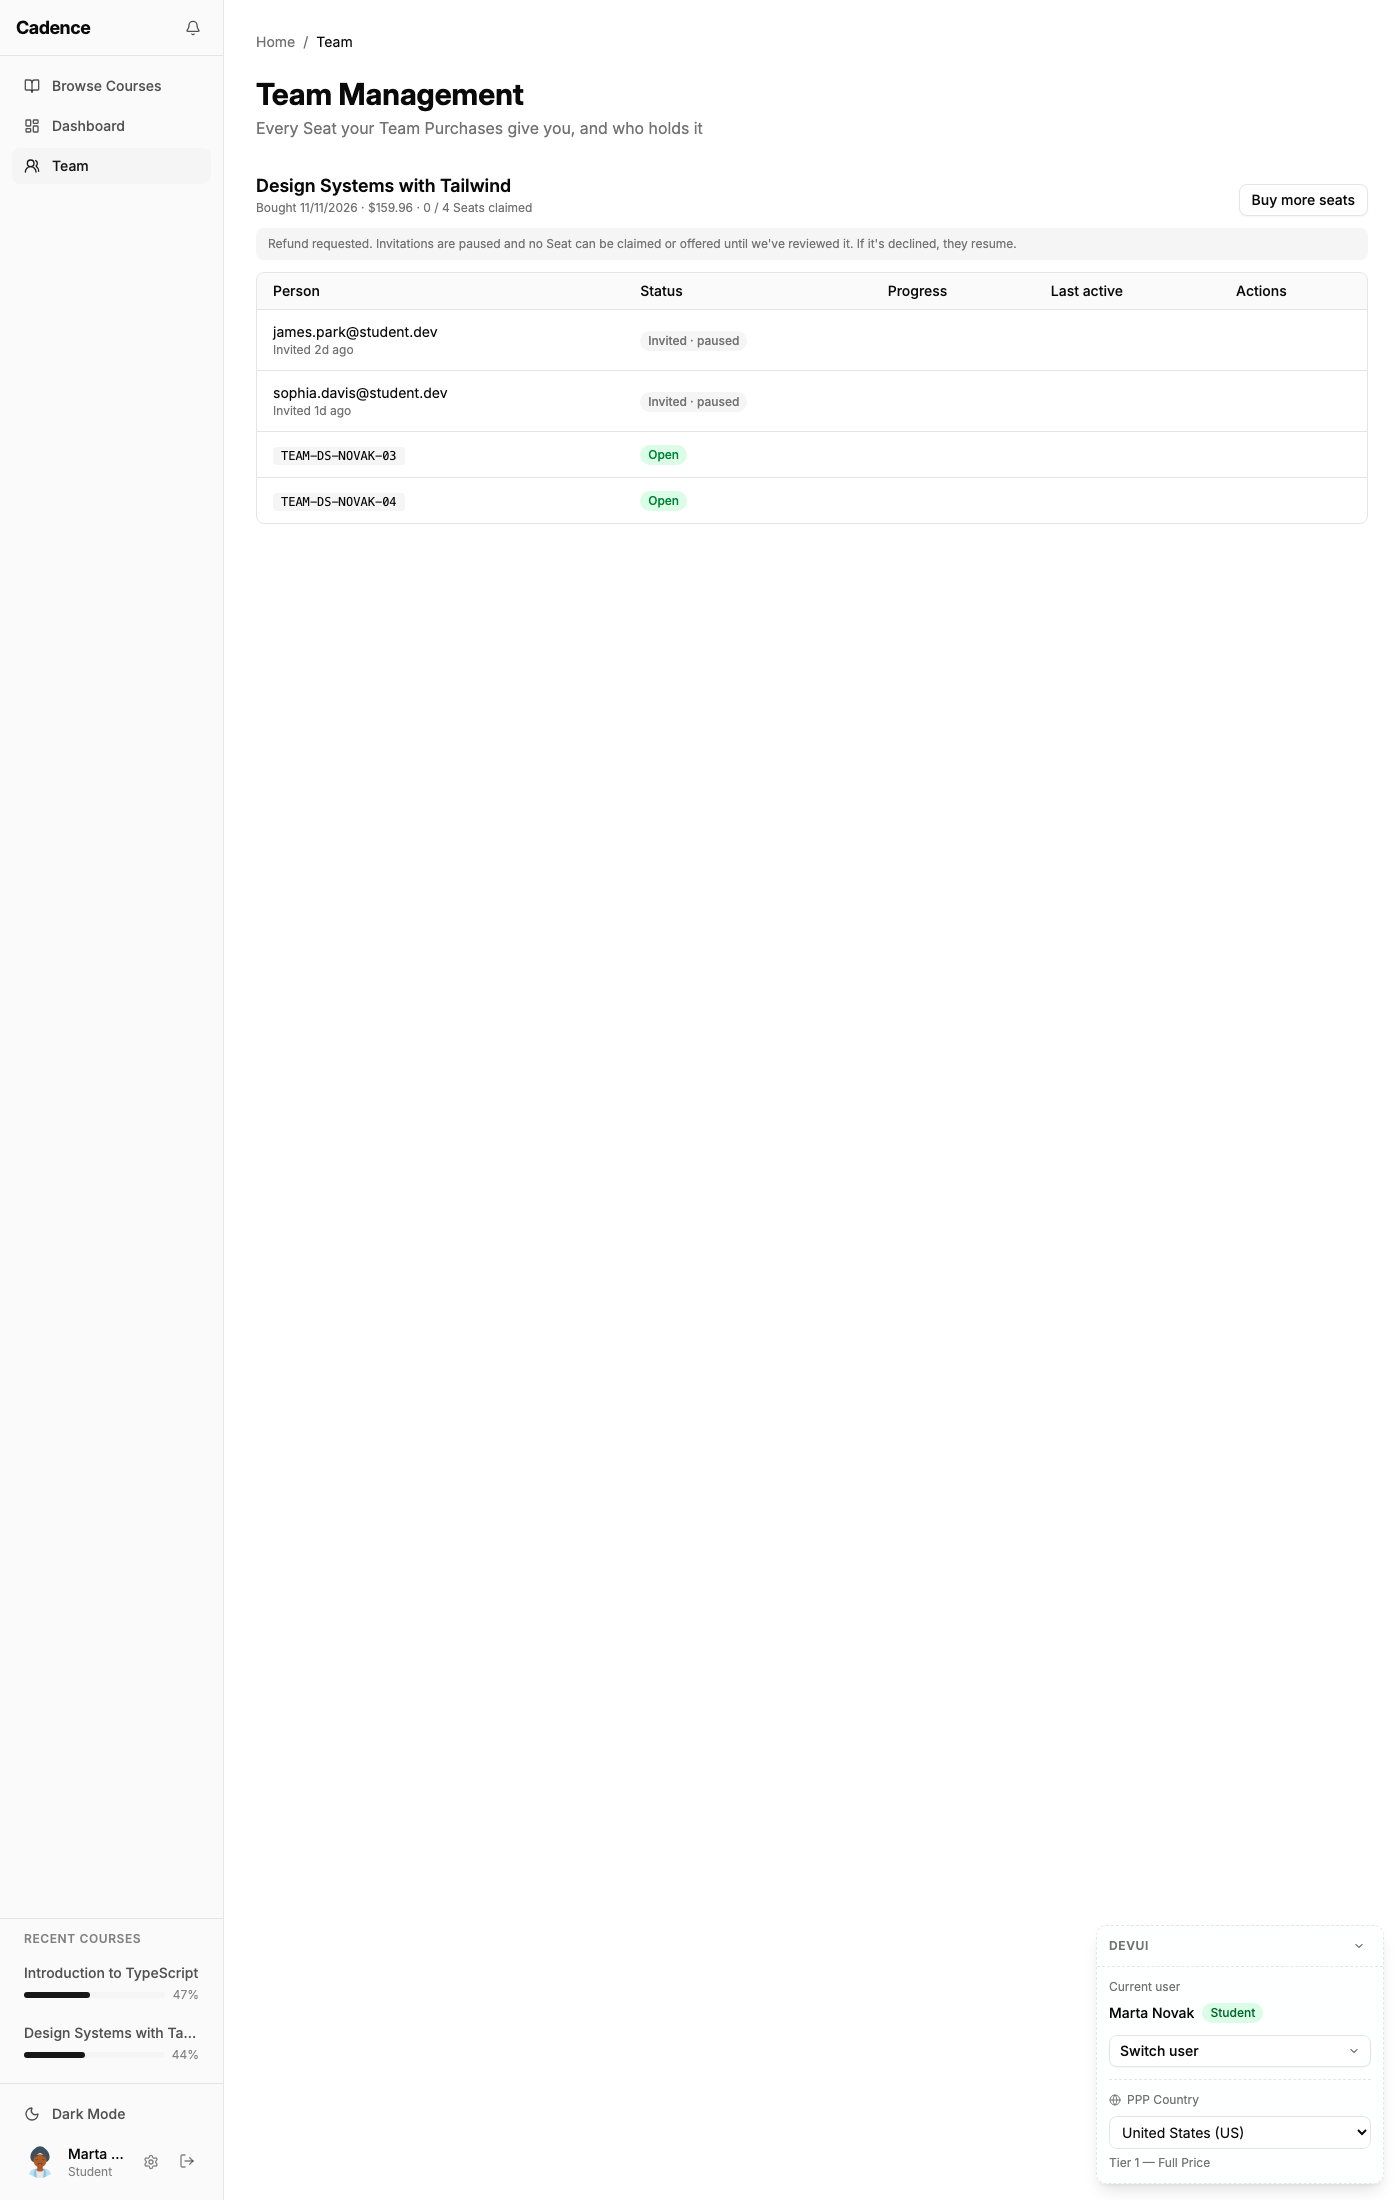 Cadence
Browse Courses
Dashboard
Team
Home / Team
Team Management
Every Seat your Team Purchases give you, and who holds it
Design Systems with Tailwind
Bought 11/11/2026 · $159.96 · 0 / 4 Seats claimed
Buy more seats
Refund requested. Invitations are paused and no Seat can be claimed or offered until we've reviewed it. If it's declined, they resume.
Person Status Progress Last active Actions
james.park@student.dev
Invited 2d ago
Invited · paused
sophia.davis@student.dev
Invited 1d ago
Invited · paused
TEAM-DS-NOVAK-03 Open
TEAM-DS-NOVAK-04 Open
RECENT COURSES
Introduction to TypeScript
47%
Design Systems with Ta...
44%
Dark Mode
Marta ...
Student
DEVUI
Current user
Marta Novak Student
Switch user
PPP Country
United States (US)
Tier 1 — Full Price